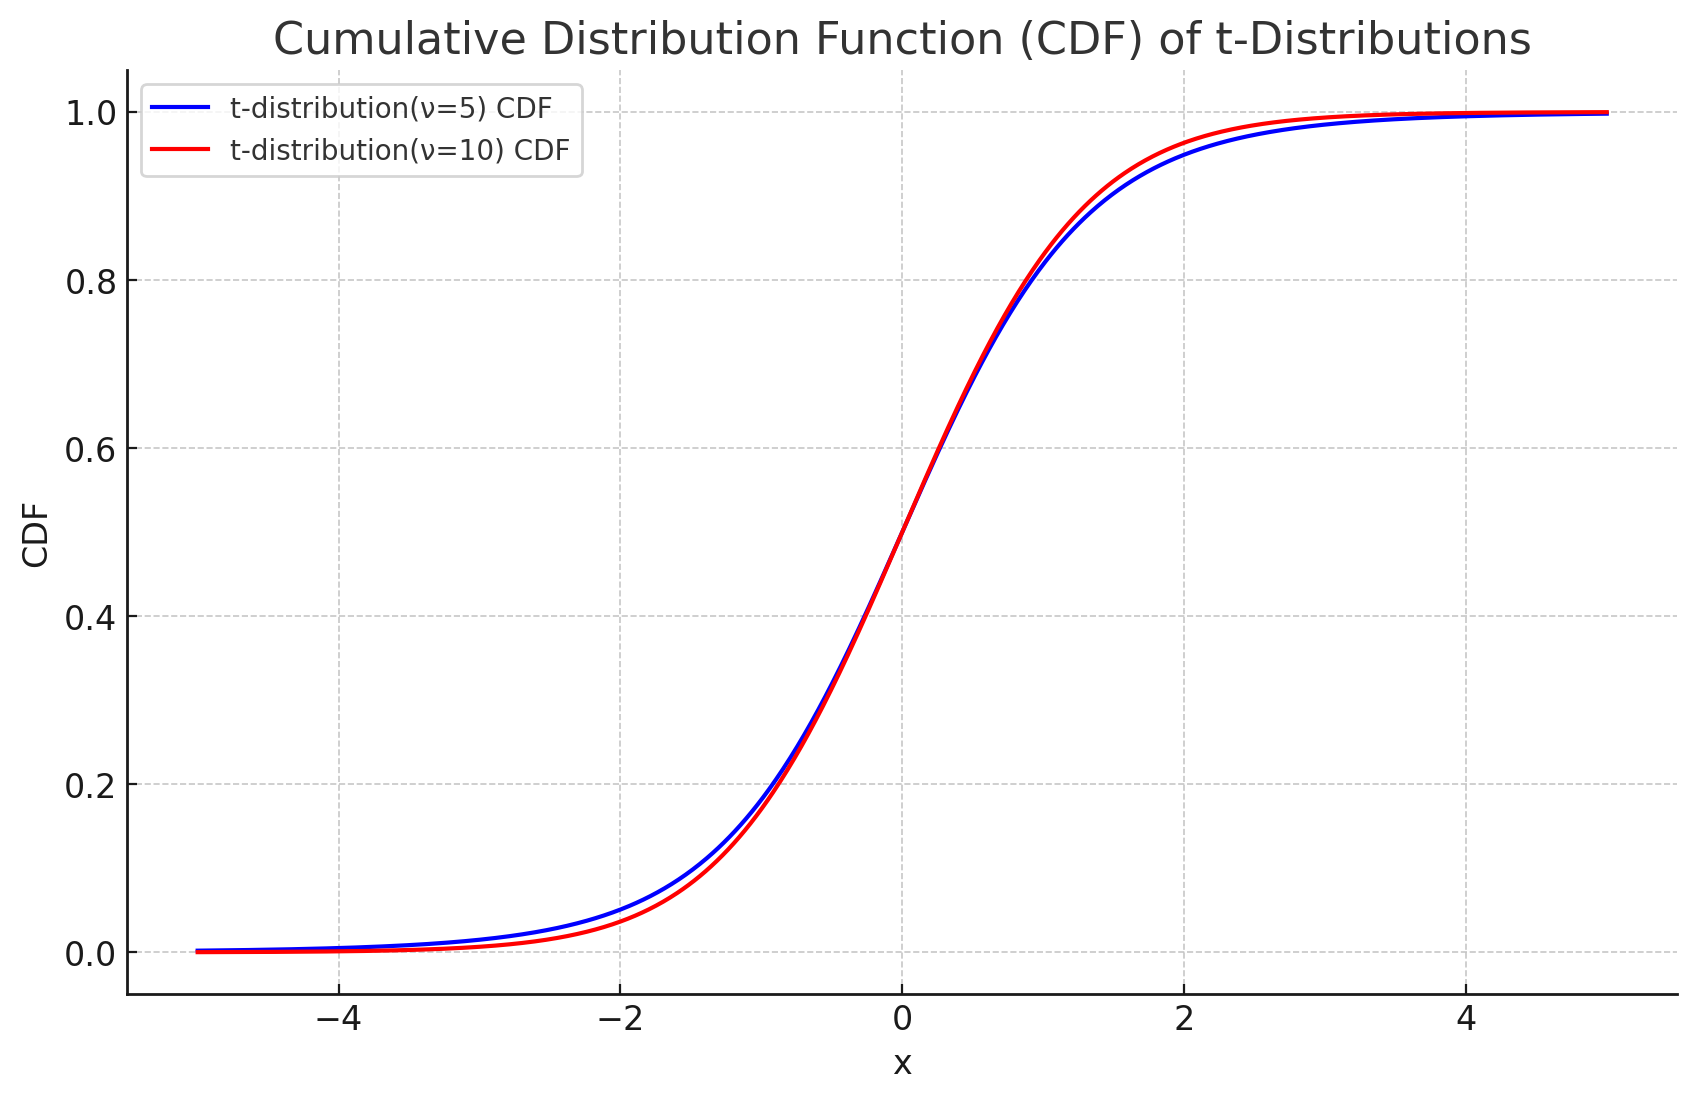 Cumulative Distribution Function (CDF) of t-Distributions
t-distribution(ν=5) CDF
t-distribution(ν=10) CDF
1.0
0.8
0.6
0.4
0.2
0.0
CDF
−4
−2
0
2
4
x